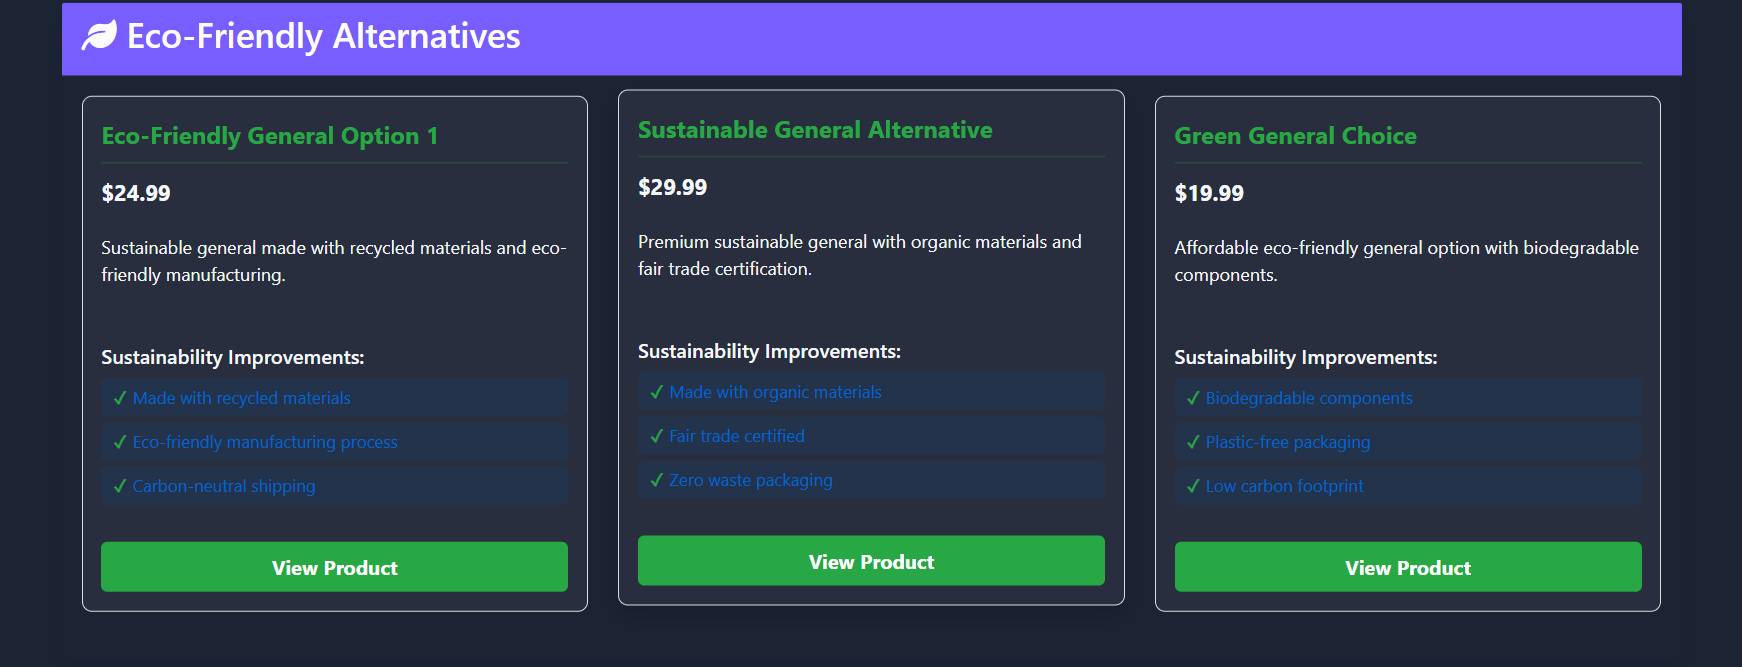 Eco-Friendly Alternatives
Eco-Friendly General Option 1
$24.99
Sustainable general made with recycled materials and eco-
friendly manufacturing.
Sustainability Improvements:
✓ Made with recycled materials
✓ Eco-friendly manufacturing process
✓ Carbon-neutral shipping
View Product
Sustainable General Alternative
$29.99
Premium sustainable general with organic materials and
fair trade certification.
Sustainability Improvements:
✓ Made with organic materials
✓ Fair trade certified
✓ Zero waste packaging
View Product
Green General Choice
$19.99
Affordable eco-friendly general option with biodegradable
components.
Sustainability Improvements:
✓ Biodegradable components
✓ Plastic-free packaging
✓ Low carbon footprint
View Product